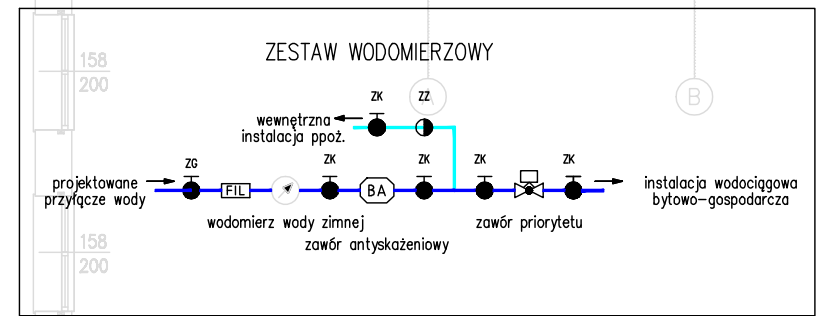 ZESTAW WODOMIERZOWY
158
200
A
B
ZK ZZ
wewnętrzna
instalacja ppoż.
ZG ZK ZK ZK ZK
projektowane
przyłącze wody
FIL
BA
instalacja wodociągowa
bytowo-gospodarcza
wodomierz wody zimnej
zawór priorytetu
zawór antyskażeniowy
158
200